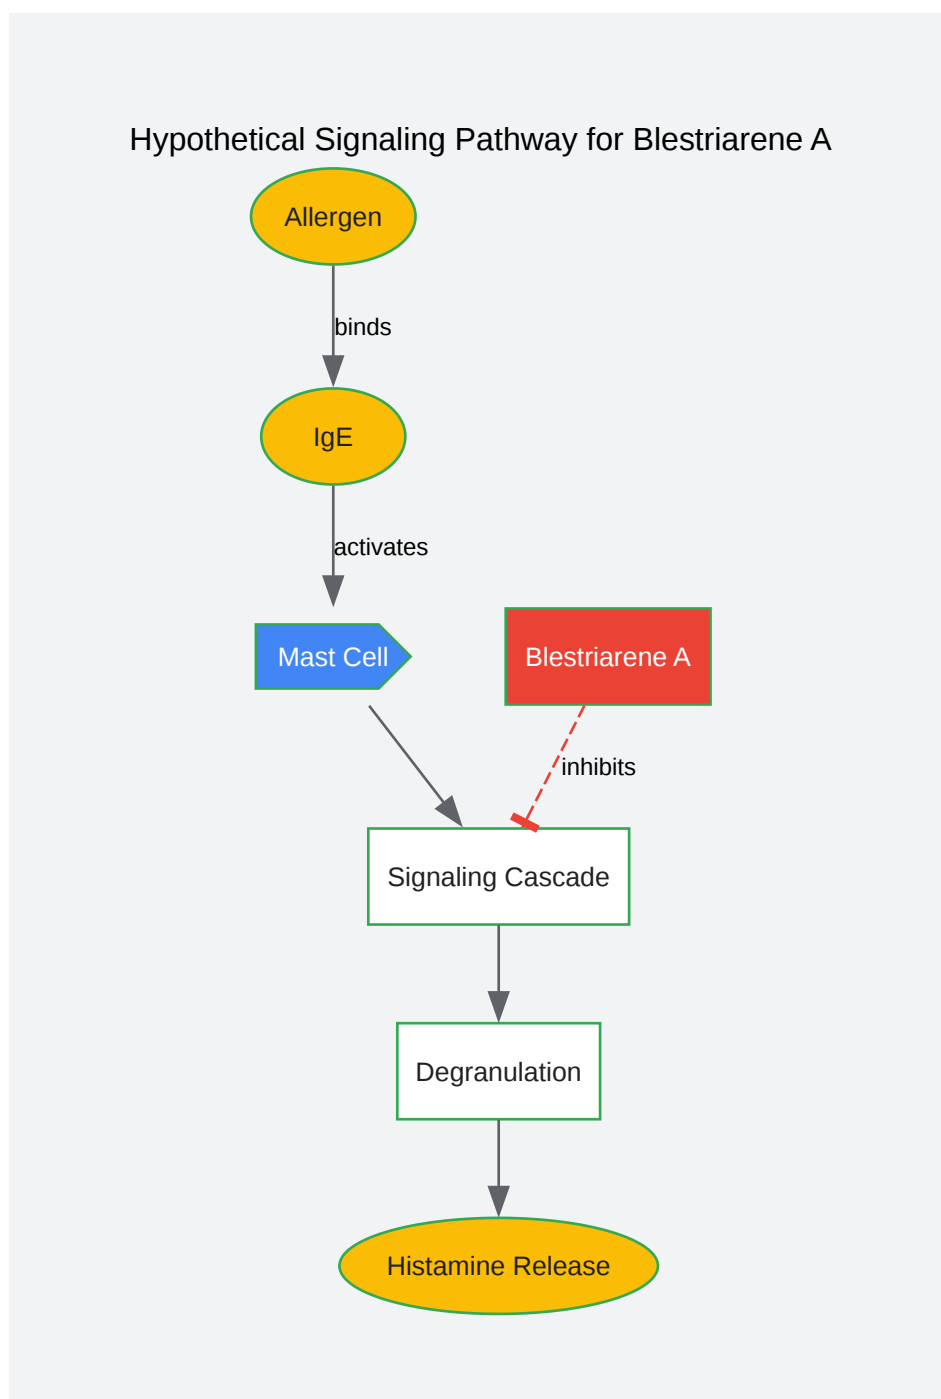 Hypothetical Signaling Pathway for Blestriarene A
Allergen
binds
IgE
activates
Mast Cell
Blestriarene A
inhibits
Signaling Cascade
Degranulation
Histamine Release